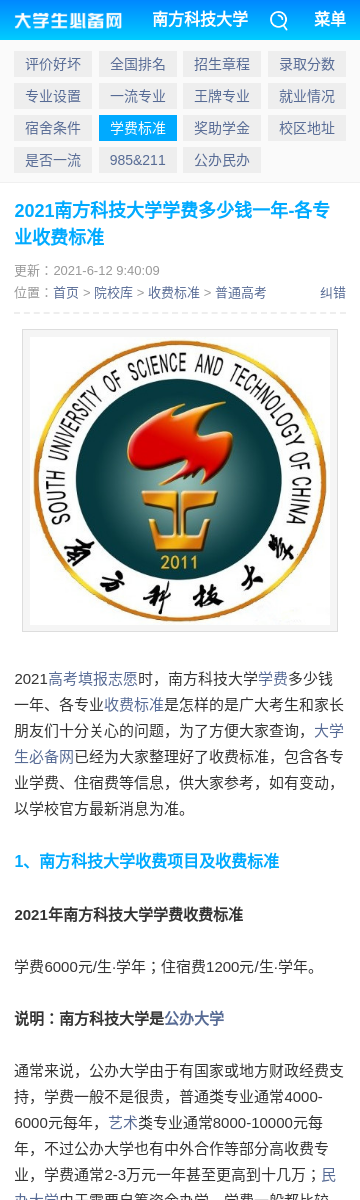 大学生必备网 南方科技大学 菜单
评价好坏 全国排名 招生章程 录取分数
专业设置 一流专业 王牌专业 就业情况
宿舍条件 学费标准 奖助学金 校区地址
是否一流 985&211 公办民办
2021南方科技大学学费多少钱一年-各专
业收费标准
更新：2021-6-12 9:40:09
位置：首页 > 院校库 > 收费标准 > 普通高考 纠错
SOUTH UNIVERSITY OF SCIENCE AND TECHNOLOGY OF CHINA
2011
南方科技大学
2021高考填报志愿时，南方科技大学学费多少钱
一年、各专业收费标准是怎样的是广大考生和家长
朋友们十分关心的问题，为了方便大家查询，大学
生必备网已经为大家整理好了收费标准，包含各专
业学费、住宿费等信息，供大家参考，如有变动，
以学校官方最新消息为准。
1、南方科技大学收费项目及收费标准
2021年南方科技大学学费收费标准
学费6000元/生·学年；住宿费1200元/生·学年。
说明：南方科技大学是公办大学
通常来说，公办大学由于有国家或地方财政经费支
持，学费一般不是很贵，普通类专业通常4000-
6000元每年，艺术类专业通常8000-10000元每
年，不过公办大学也有中外合作等部分高收费专
业，学费通常2-3万元一年甚至更高到十几万；民
办大学由于需要自筹资金办学，学费一般都比较